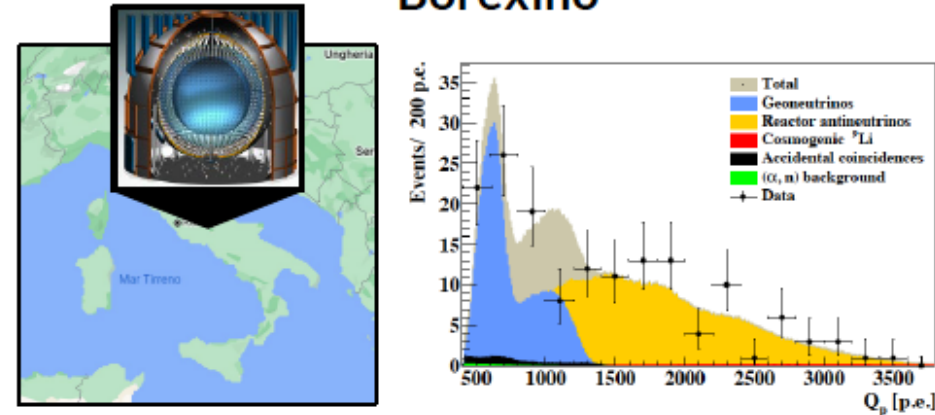 Borexino
Ungheria
Ser
Mar Tirreno
Events/ 200 p.e.
35
30
25
20
15
10
5
0
Total
Geoneutrinos
Reactor antineutrinos
Cosmogenic ⁹Li
Accidental coincidences
(α, n) background
Data
500 1000 1500 2000 2500 3000 3500
Qₚ [p.e.]